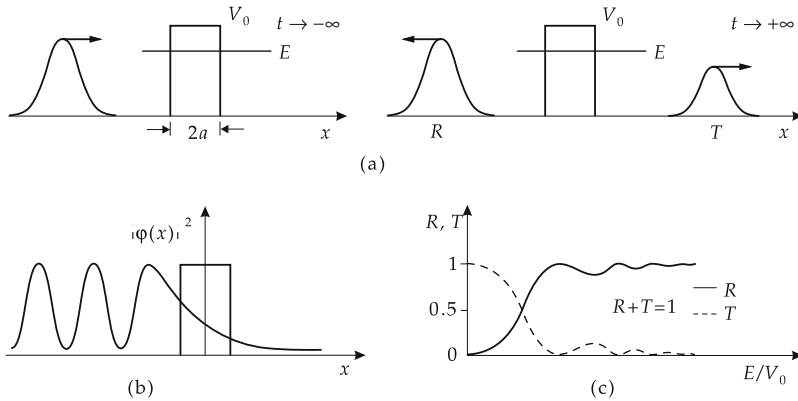 V₀
t → −∞
E
2a
x
V₀
t → +∞
E
R
T
x
(a)
|φ(x)|²
x
(b)
R, T
1
0.5
0
R+T=1
R
T
E/V₀
(c)